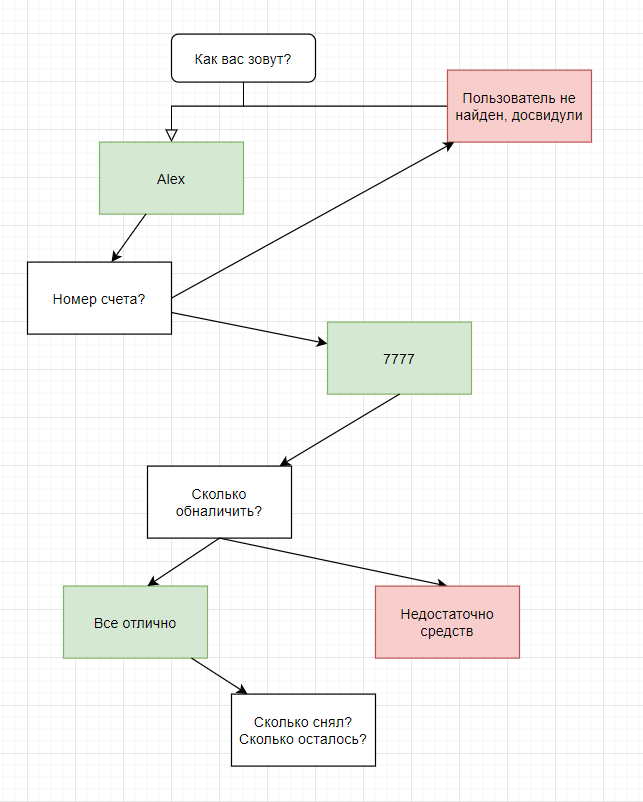 Как вас зовут?
Пользователь не
найден, досвидули
Alex
Номер счета?
7777
Сколько
обналичить?
Все отлично
Недостаточно
средств
Сколько снял?
Сколько осталось?